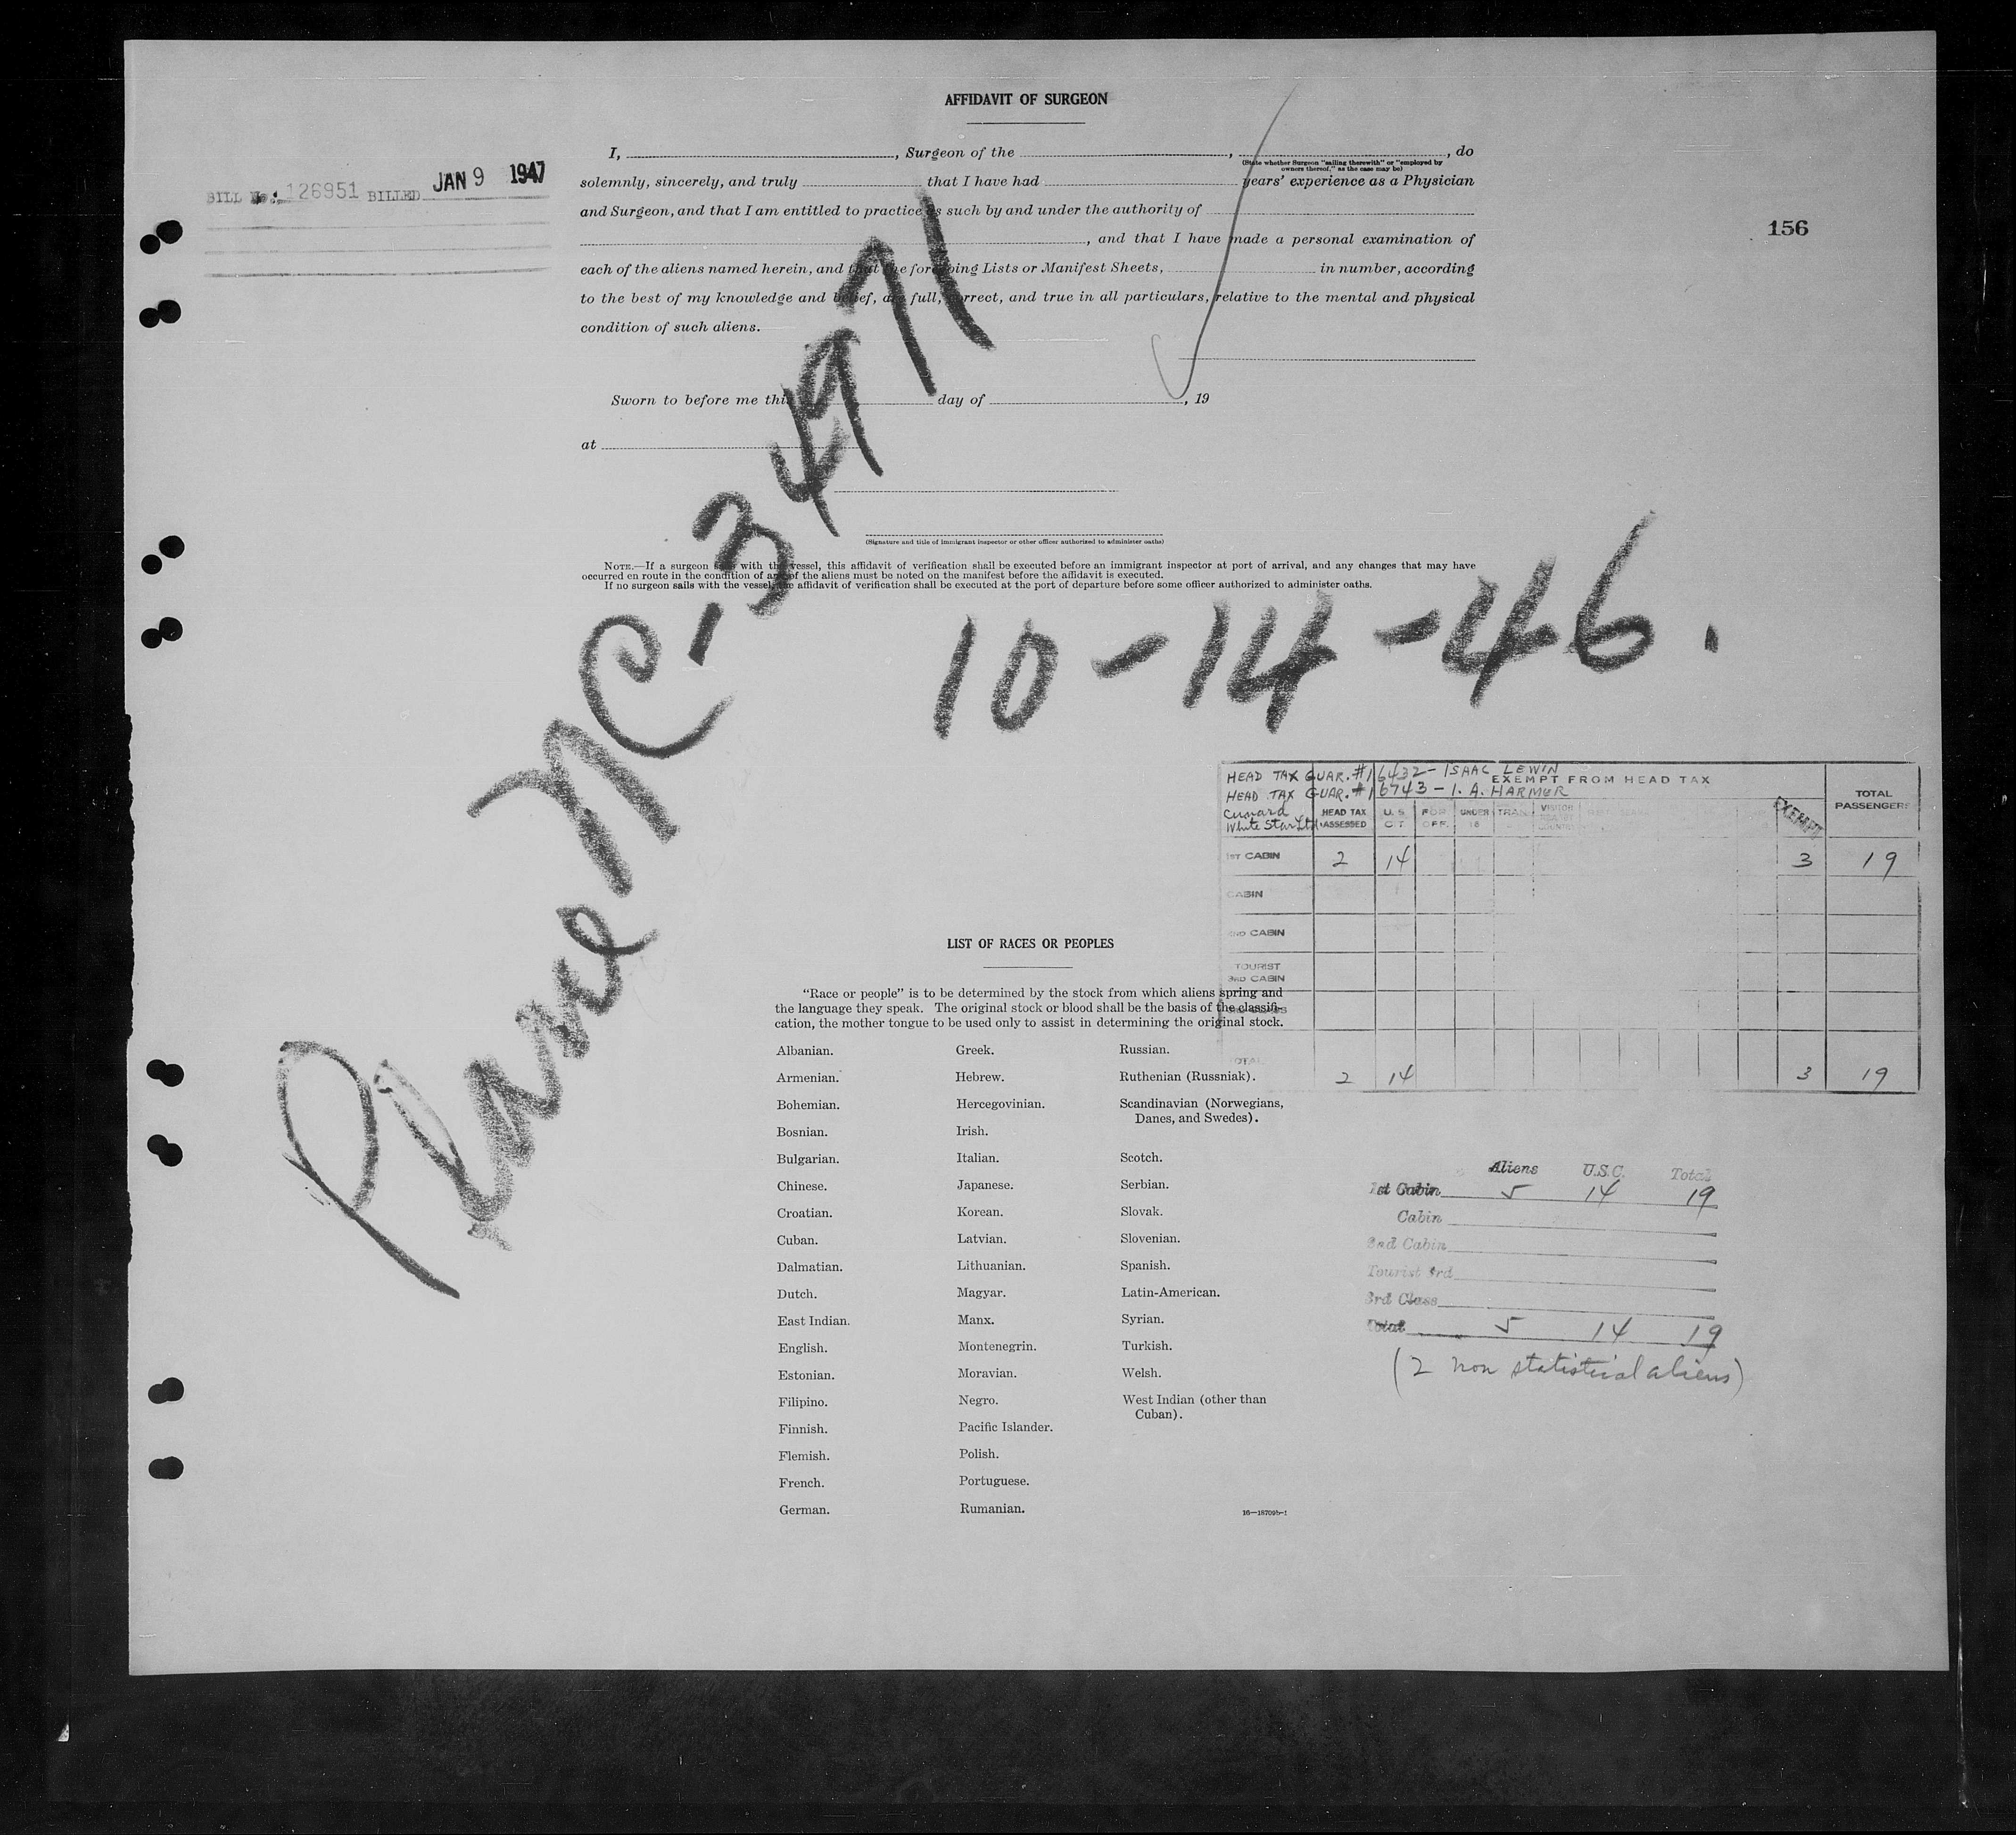 AFFIDAVIT OF SURGEON
I, , Surgeon of the , , do
(State whether Surgeon "sailing therewith" or "employed by
owners thereof," as the case may be)
solemnly, sincerely, and truly that I have had years' experience as a Physician
and Surgeon, and that I am entitled to practice as such by and under the authority of
, and that I have made a personal examination of
each of the aliens named herein, and that the foregoing Lists or Manifest Sheets, in number, according
to the best of my knowledge and belief, are full, correct, and true in all particulars, relative to the mental and physical
condition of such aliens.
Sworn to before me this day of , 19
at
(Signature and title of immigrant inspector or other officer authorized to administer oaths)
NOTE.—If a surgeon sails with the vessel, this affidavit of verification shall be executed before an immigrant inspector at port of arrival, and any changes that may have
occurred en route in the condition of any of the aliens must be noted on the manifest before the affidavit is executed.
If no surgeon sails with the vessel, the affidavit of verification shall be executed at the port of departure before some officer authorized to administer oaths.
BILL No.: 126951 BILLED JAN 9 1947
156
Plane NC-34971
10-14-46.
HEAD TAX GUAR. #16432- ISAAC LEWIN
EXEMPT FROM HEAD TAX
HEAD TAX GUAR. #16743 - I. A. HARMER
TOTAL PASSENGERS
Cunard White Star Ltd
HEAD TAX ASSESSED U.S. CIT FOR OFF. UNDER 16 TRAN. EXEMPT
1ST CABIN 2 14 3 19
CABIN
2ND CABIN
TOURIST
3RD CABIN
TOTAL 2 14 3 19
LIST OF RACES OR PEOPLES
"Race or people" is to be determined by the stock from which aliens spring and
the language they speak. The original stock or blood shall be the basis of the classifi-
cation, the mother tongue to be used only to assist in determining the original stock.
Albanian.
Armenian.
Bohemian.
Bosnian.
Bulgarian.
Chinese.
Croatian.
Cuban.
Dalmatian.
Dutch.
East Indian.
English.
Estonian.
Filipino.
Finnish.
Flemish.
French.
German.
Greek.
Hebrew.
Hercegovinian.
Irish.
Italian.
Japanese.
Korean.
Latvian.
Lithuanian.
Magyar.
Manx.
Montenegrin.
Moravian.
Negro.
Pacific Islander.
Polish.
Portuguese.
Rumanian.
Russian.
Ruthenian (Russniak).
Scandinavian (Norwegians,
Danes, and Swedes).
Scotch.
Serbian.
Slovak.
Slovenian.
Spanish.
Latin-American.
Syrian.
Turkish.
Welsh.
West Indian (other than
Cuban).
16—18709b-1
Aliens U.S.C. Total
1st Cabin 5 14 19
Cabin
2nd Cabin
Tourist 3rd
3rd Class
Total 5 14 19
(2 non statistical aliens)